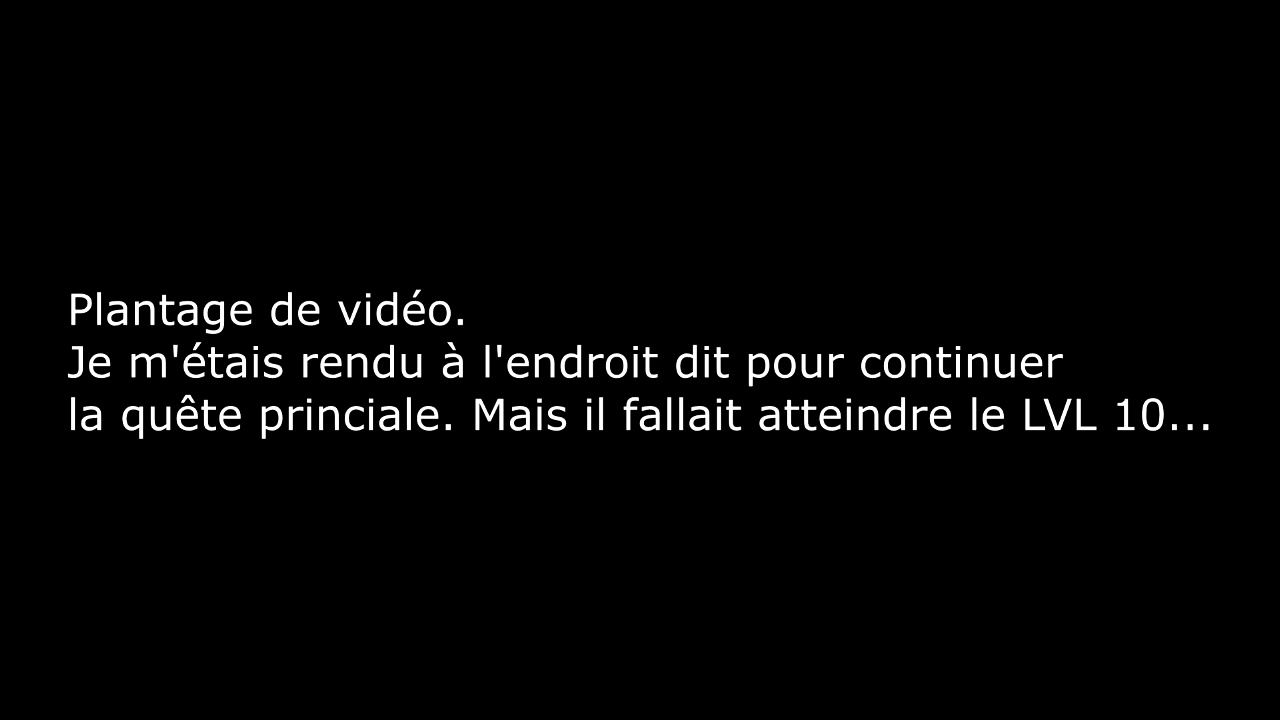 Plantage de vidéo.
Je m'étais rendu à l'endroit dit pour continuer
la quête princiale. Mais il fallait atteindre le LVL 10...